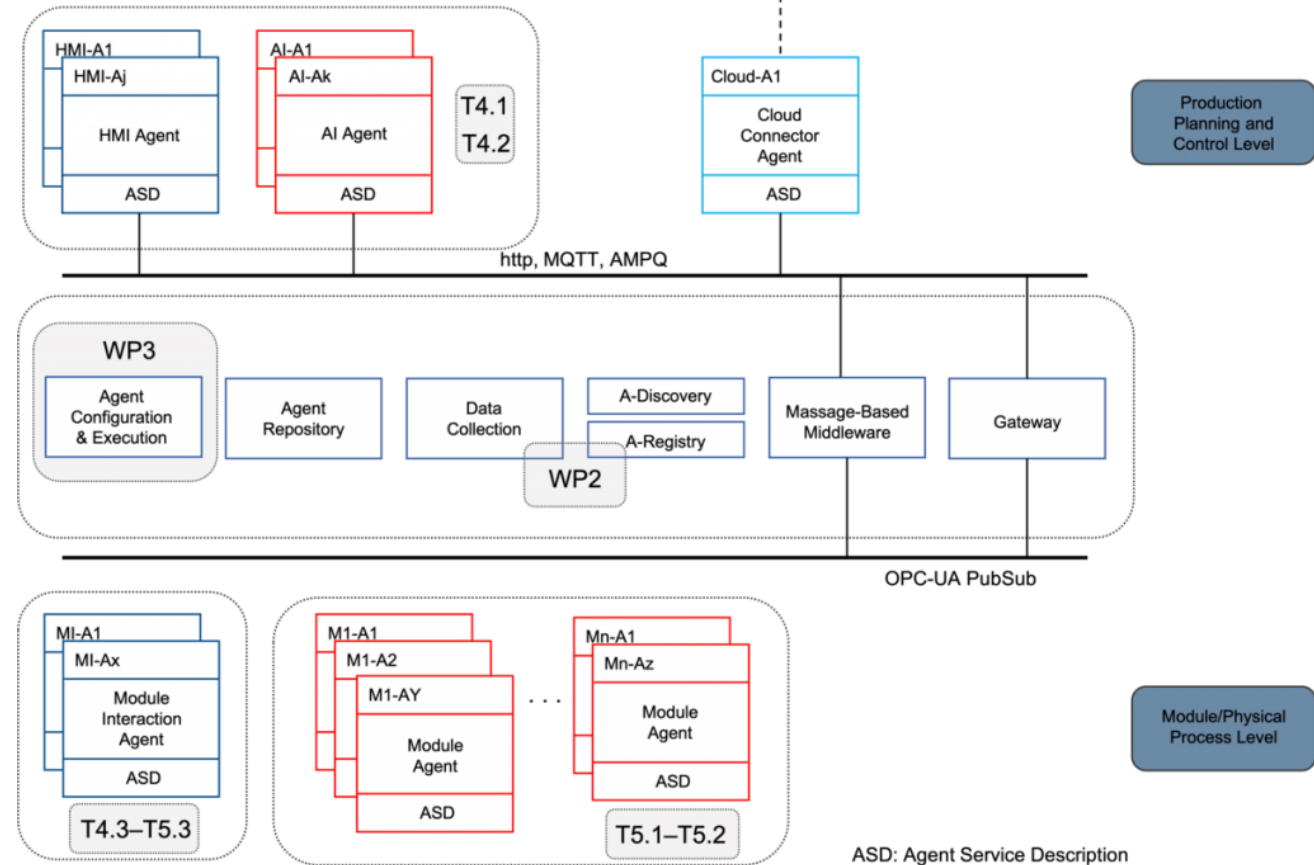 HMI-A1
HMI-Aj
HMI Agent
ASD
AI-A1
AI-Ak
AI Agent
ASD
T4.1
T4.2
Cloud-A1
Cloud
Connector
Agent
ASD
Production
Planning and
Control Level
http, MQTT, AMPQ
WP3
Agent
Configuration
& Execution
Agent
Repository
Data
Collection
A-Discovery
A-Registry
WP2
Massage-Based
Middleware
Gateway
OPC-UA PubSub
MI-A1
MI-Ax
Module
Interaction
Agent
ASD
T4.3–T5.3
M1-A1
M1-A2
M1-AY
Module
Agent
ASD
. . .
Mn-A1
Mn-Az
Module
Agent
ASD
T5.1–T5.2
Module/Physical
Process Level
ASD: Agent Service Description